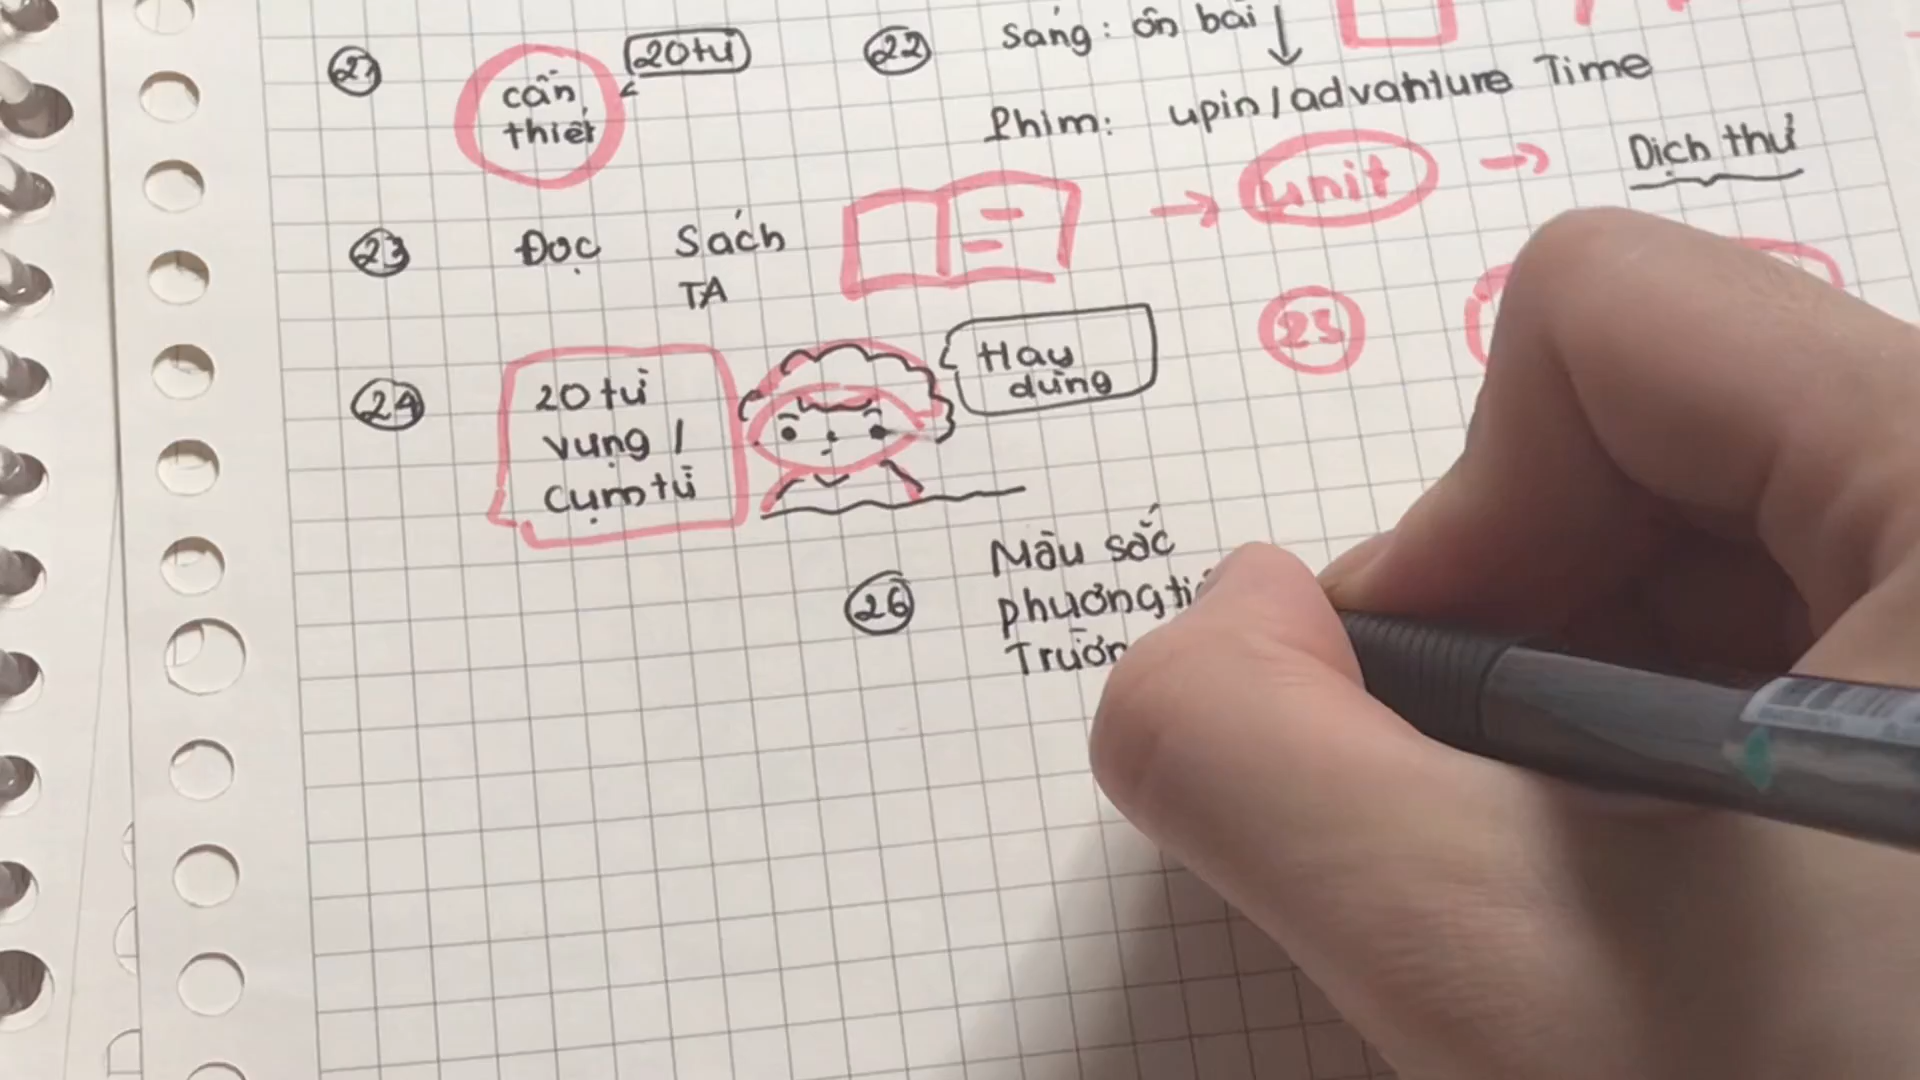 21
cần
thiết
20 từ
22
Sáng: ôn bài
Phim: upin/advahture Time
23
Đọc Sách
TA
unit
Dịch thử
24
20 từ
vựng /
cụm từ
Hay
dùng
25
26
Màu sắc